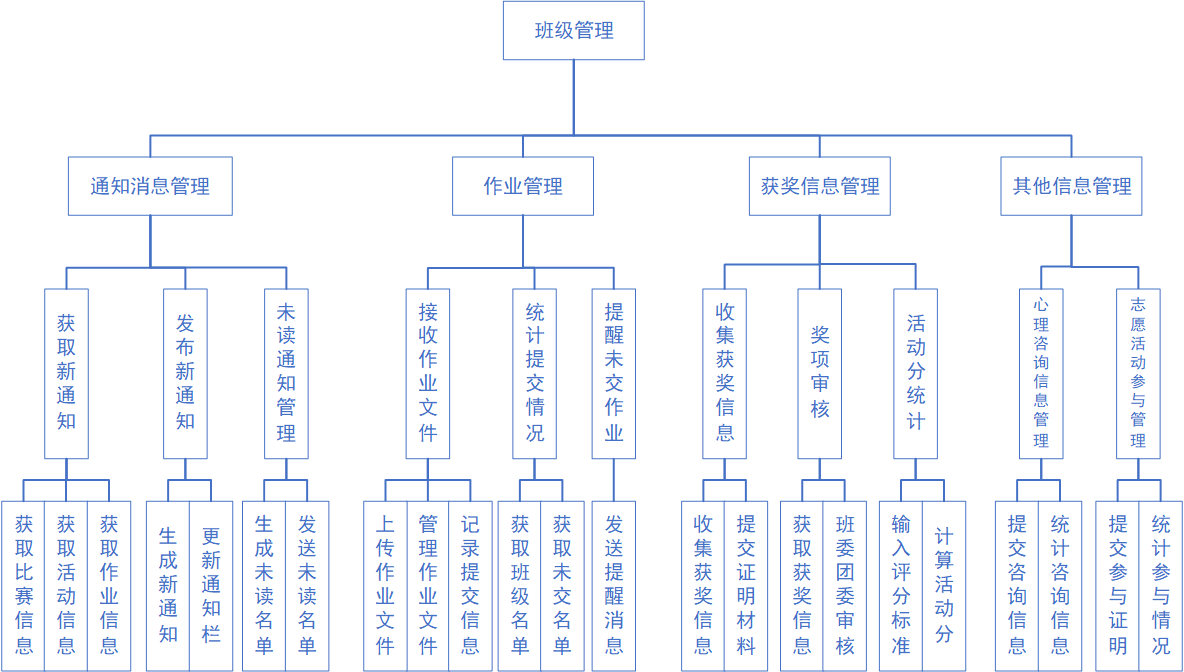 班级管理
通知消息管理
作业管理
获奖信息管理
其他信息管理
获取新通知
发布新通知
未读通知管理
接收作业文件
统计提交情况
提醒未交作业
收集获奖信息
奖项审核
活动分统计
心理咨询信息管理
志愿活动参与管理
获取比赛信息
获取活动信息
获取作业信息
生成新通知
更新通知栏
生成未读名单
发送未读名单
上传作业文件
管理作业文件
记录提交信息
获取班级名单
获取未交名单
发送提醒消息
收集获奖信息
提交证明材料
获取获奖信息
班委团委审核
输入评分标准
计算活动分
提交咨询信息
统计咨询信息
提交参与证明
统计参与情况